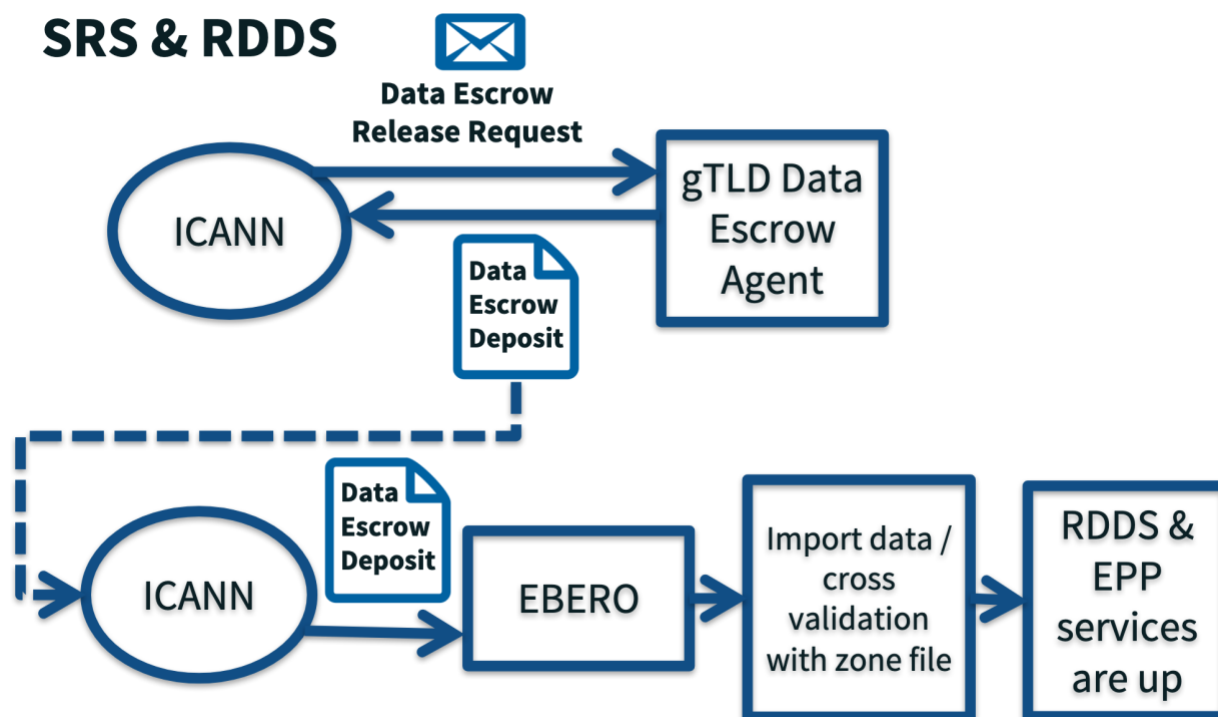 SRS & RDDS
Data Escrow
Release Request
ICANN
gTLD Data
Escrow
Agent
Data
Escrow
Deposit
ICANN
Data
Escrow
Deposit
EBERO
Import data /
cross
validation
with zone file
RDDS &
EPP
services
are up